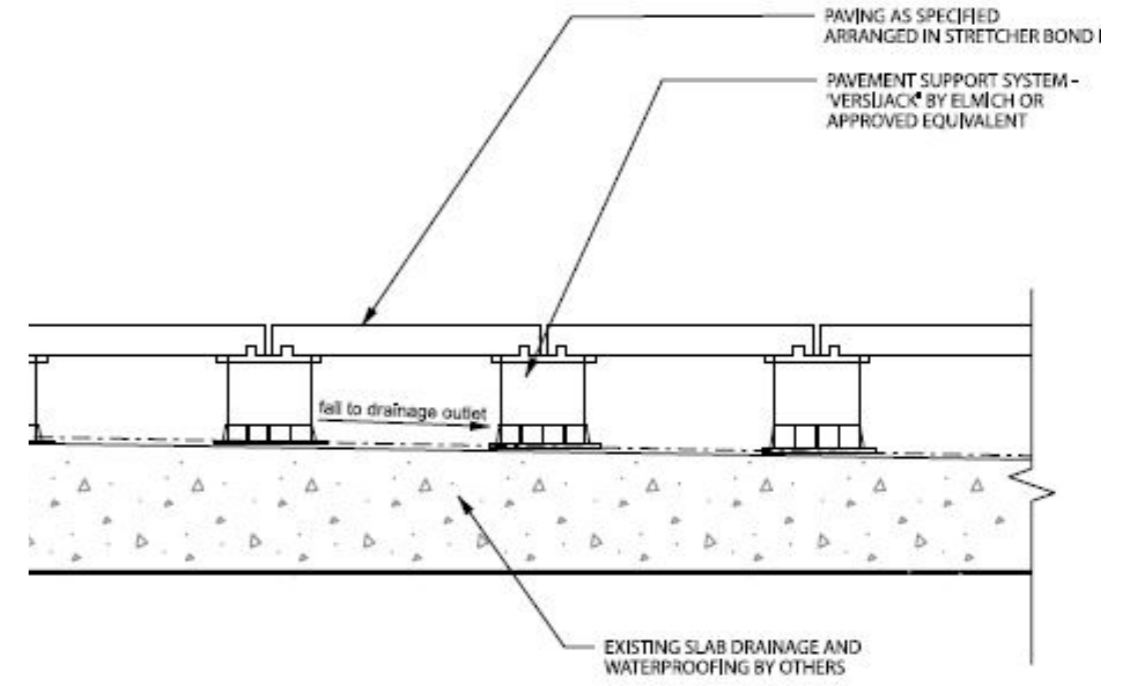 PAVING AS SPECIFIED
ARRANGED IN STRETCHER BOND
PAVEMENT SUPPORT SYSTEM -
'VERSIJACK' BY ELMICH OR
APPROVED EQUIVALENT
fall to drainage outlet
EXISTING SLAB DRAINAGE AND
WATERPROOFING BY OTHERS